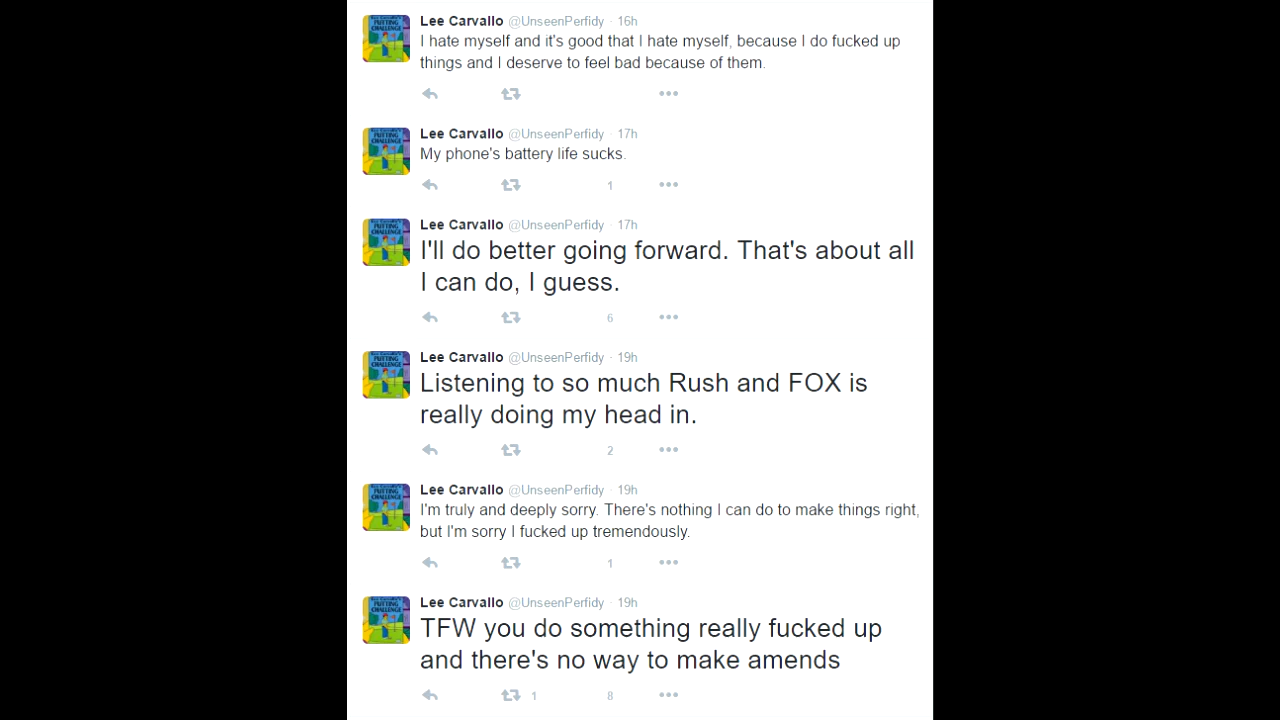 Lee Carvallo @UnseenPerfidy · 16h
I hate myself and it's good that I hate myself, because I do fucked up
things and I deserve to feel bad because of them.
Lee Carvallo @UnseenPerfidy · 17h
My phone's battery life sucks.
1
Lee Carvallo @UnseenPerfidy · 17h
I'll do better going forward. That's about all
I can do, I guess.
6
Lee Carvallo @UnseenPerfidy · 19h
Listening to so much Rush and FOX is
really doing my head in.
2
Lee Carvallo @UnseenPerfidy · 19h
I'm truly and deeply sorry. There's nothing I can do to make things right,
but I'm sorry I fucked up tremendously.
1
Lee Carvallo @UnseenPerfidy · 19h
TFW you do something really fucked up
and there's no way to make amends
1 8